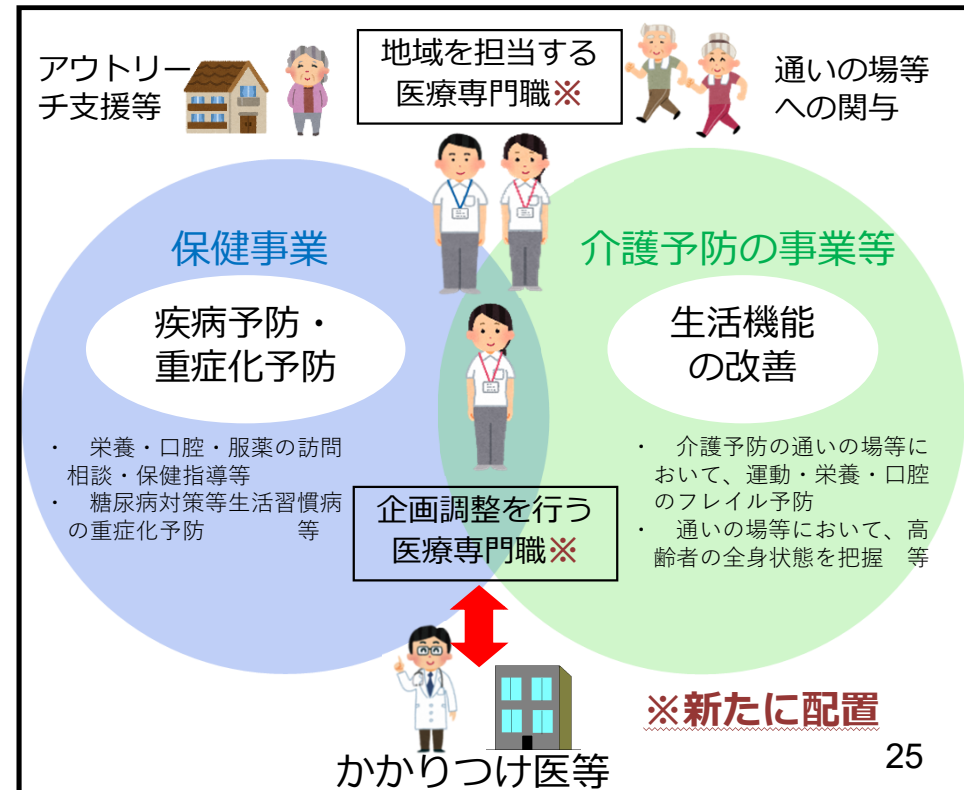 アウトリー
チ支援等
地域を担当する
医療専門職※
通いの場等
への関与
保健事業
疾病予防・
重症化予防
・　栄養・口腔・服薬の訪問
相談・保健指導等
・　糖尿病対策等生活習慣病
の重症化予防　　　　等
介護予防の事業等
生活機能
の改善
・　介護予防の通いの場等に
おいて、運動・栄養・口腔
のフレイル予防
・　通いの場等において、高
齢者の全身状態を把握　等
企画調整を行う
医療専門職※
かかりつけ医等
※新たに配置
25